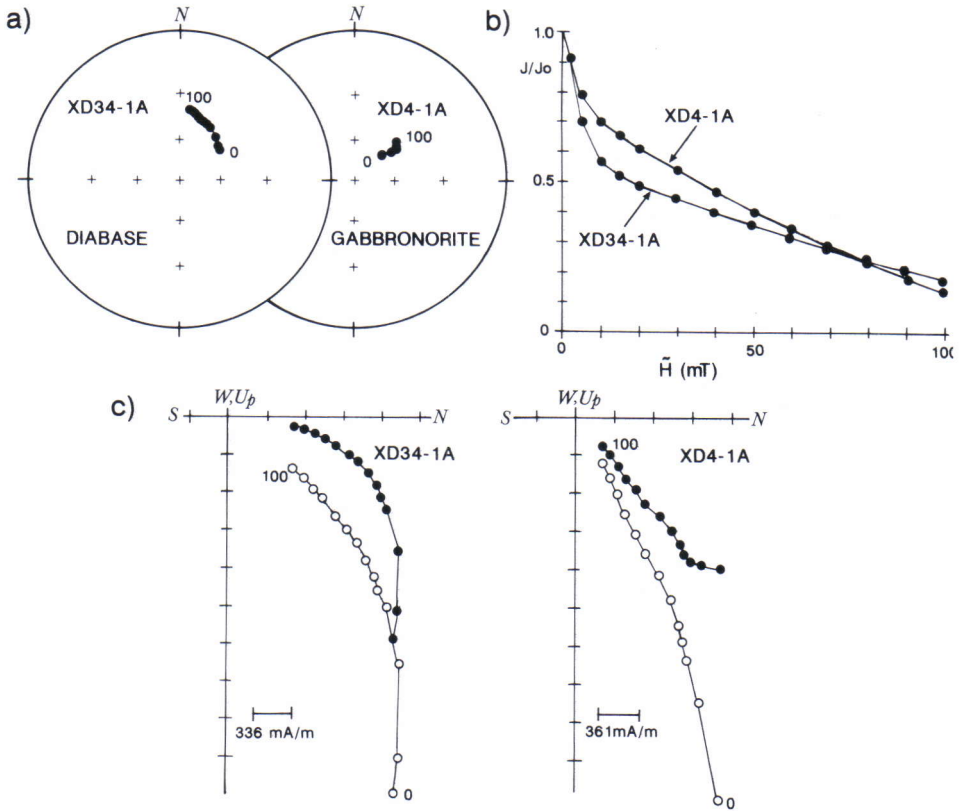 a)
N
N
XD34-1A
100
0
DIABASE
XD4-1A
100
0
GABBRONORITE
b)
1.0
J/Jo
0.5
0
XD4-1A
XD34-1A
0
50
100
H̃ (mT)
c)
W,Up
S
N
XD34-1A
100
336 mA/m
0
W,Up
S
N
100
XD4-1A
361mA/m
0